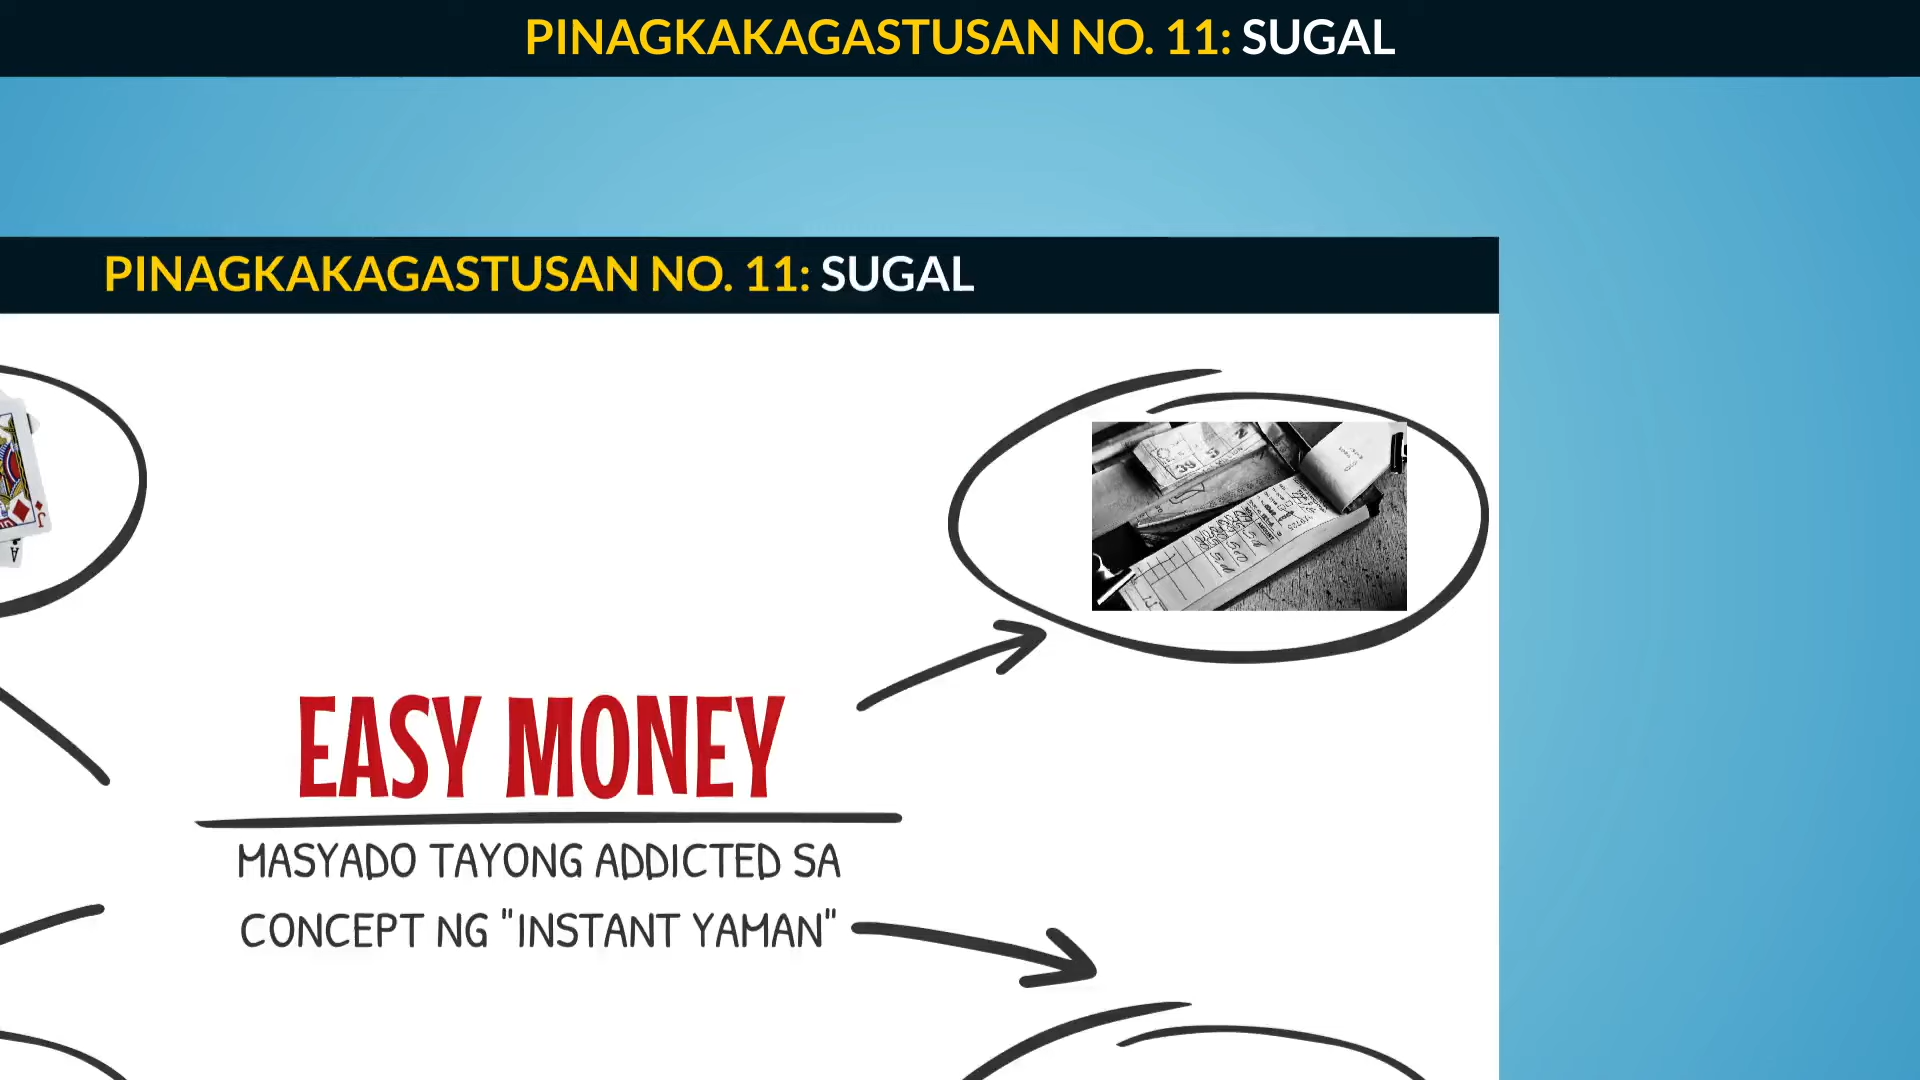 PINAGKAKAGASTUSAN NO. 11: SUGAL
PINAGKAKAGASTUSAN NO. 11: SUGAL
EASY MONEY
MASYADO TAYONG ADDICTED SA
CONCEPT NG "INSTANT YAMAN"